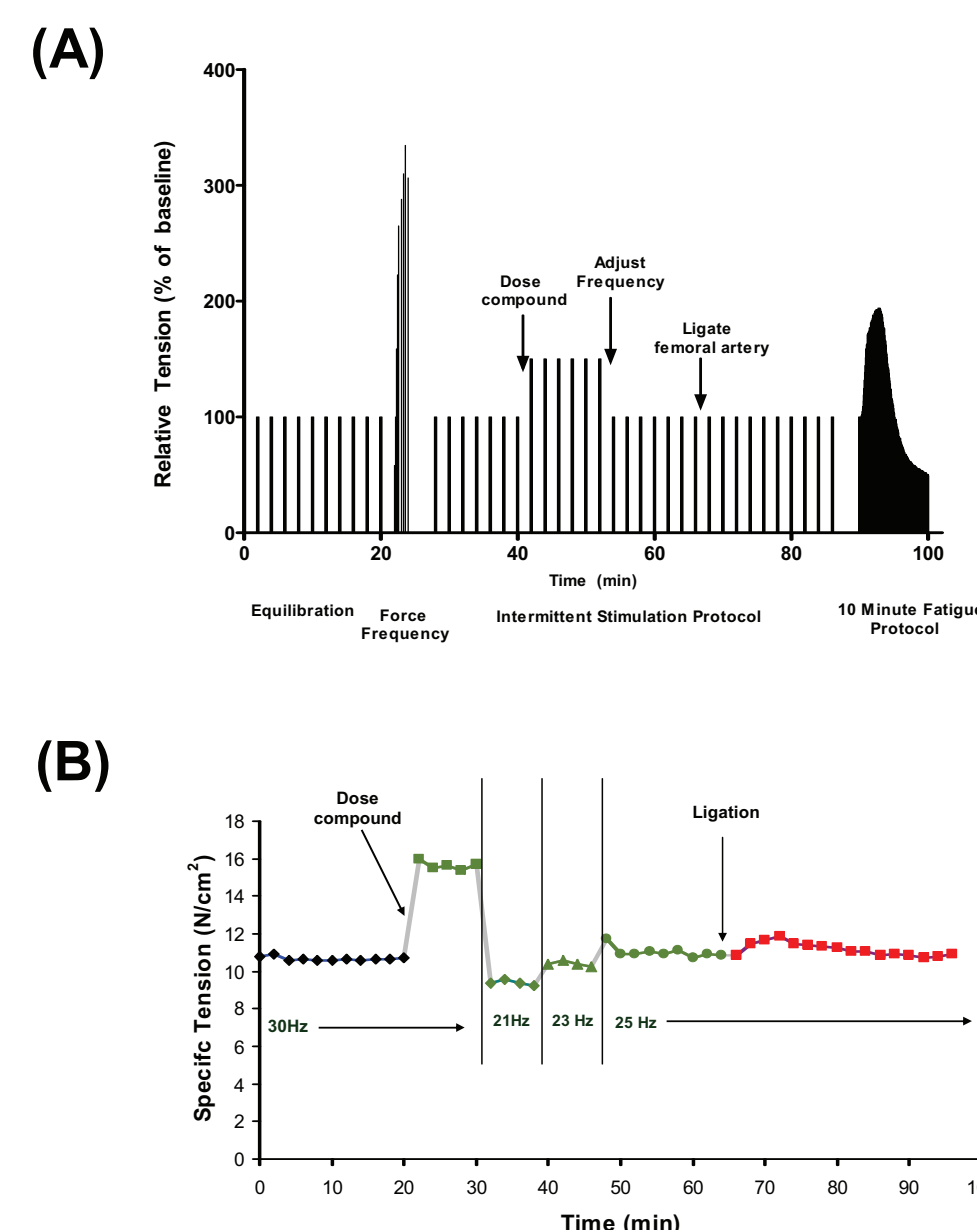 (A)
400
300
200
100
0
Relative Tension (% of baseline)
Dose
compound
Adjust
Frequency
Ligate
femoral artery
0 20 40 60 80 100
Time (min)
Equilibration
Force
Frequency
Intermittent Stimulation Protocol
10 Minute Fatigue
Protocol
(B)
18
16
14
12
10
8
6
4
2
0
Specifc Tension (N/cm²)
Dose
compound
Ligation
30Hz
21Hz
23 Hz
25 Hz
0 10 20 30 40 50 60 70 80 90 1
Time (min)